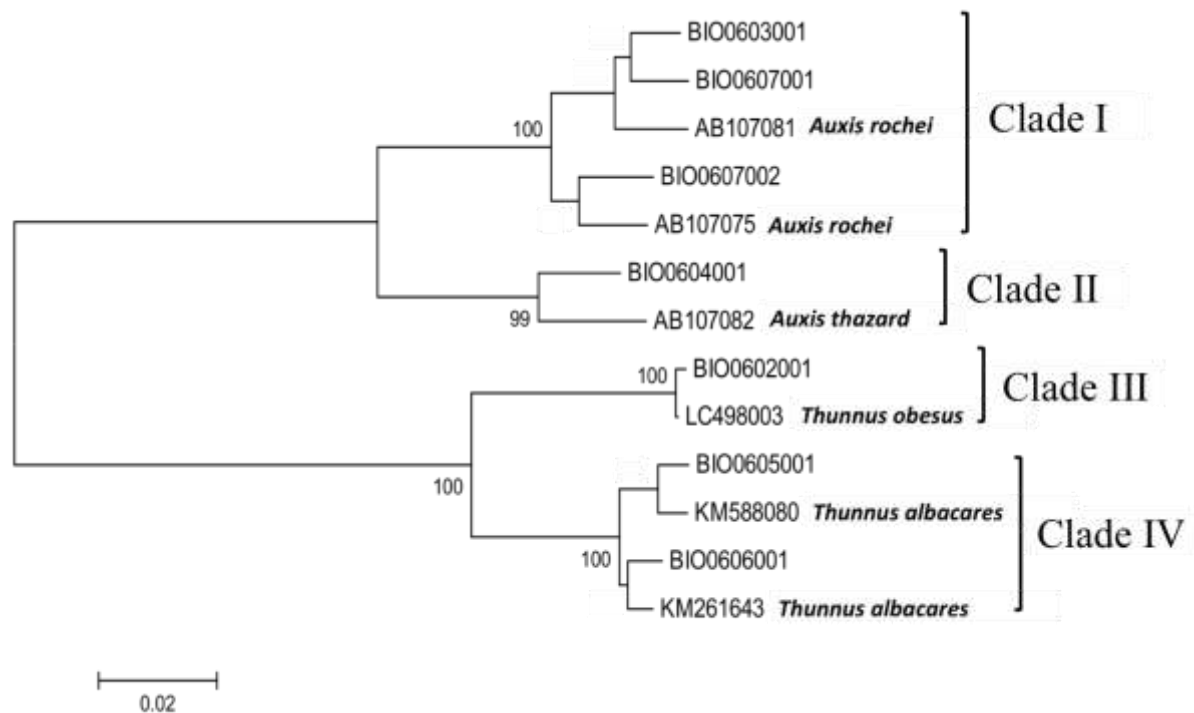 BIO0603001
BIO0607001
AB107081 Auxis rochei
100
Clade I
BIO0607002
AB107075 Auxis rochei
BIO0604001
Clade II
99
AB107082 Auxis thazard
100
BIO0602001
Clade III
LC498003 Thunnus obesus
BIO0605001
100
KM588080 Thunnus albacares
Clade IV
100
BIO0606001
KM261643 Thunnus albacares
0.02